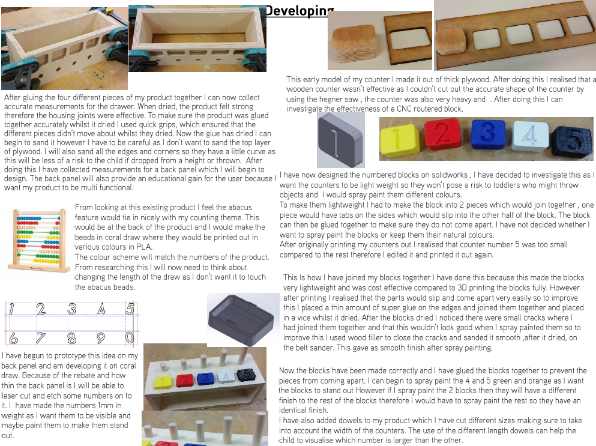 Developing
After gluing the four different pieces of my product together I can now collect
accurate measurements for the drawer. When dried, the product felt strong
therefore the housing joints were effective. To make sure the product was glued
together accurately whilst it dried I used quick grips, which ensured that the
different pieces didn't move about whilst they dried. Now the glue has dried I can
begin to sand it however I have to be careful as I don't want to sand the top layer
of plywood. I will also sand all the edges and corners so they have a little curve as
this will be less of a risk to the child if dropped from a height or thrown. After
doing this I have collected measurements for a back panel which I will begin to
design. The back panel will also provide an educational gain for the user because I
want my product to be multi functional.
From looking at this existing product I feel the abacus
feature would tie in nicely with my counting theme. This
would be at the back of the product and I would make the
beads in coral draw where they would be printed out in
various colours in PLA.
The colour scheme will match the numbers of the product.
From researching this I will now need to think about
changing the length of the draw as I don't want it to touch
the abacus beads.
1 2 3 4 5
6 7 8 9 0
I have begun to prototype this idea on my
back panel and am developing it on coral
draw. Because of the rebate and how
thin the back panel is I will be able to
laser cut and etch some numbers on to
it. I have made the numbers 1mm in
weight as I want them to be visible and
maybe paint them to make them stand
out.
This early model of my counter I made it out of thick plywood. After doing this I realised that a
wooden counter wasn't effective as I couldn't cut out the accurate shape of the counter by
using the hegner saw , the counter was also very heavy and . After doing this I can
investigate the effectiveness of a CNC routered block.
1
1 2 3 4 5
I have now designed the numbered blocks on solidworks , I have decided to investigate this as I
want the counters to be light weight so they won't pose a risk to toddlers who might throw
objects and I would spray paint them different colours.
To make them lightweight I had to make the block into 2 pieces which would join together , one
piece would have tabs on the sides which would slip into the other half of the block. The block
can then be glued together to make sure they do not come apart. I have not decided whether I
want to spray paint the blocks or keep them their natural colours.
After originally printing my counters out I realised that counter number 5 was too small
compared to the rest therefore I edited it and printed it out again.
This Is how I have joined my blocks together I have done this because this made the blocks
very lightweight and was cost effective compared to 3D printing the blocks fully. However
after printing I realised that the parts would slip and come apart very easily so to improve
this I placed a thin amount of super glue on the edges and joined them together and placed
in a vice whilst it dried. After the blocks dried I noticed there were small cracks where I
had joined them together and that this wouldn't look good when I spray painted them so to
improve this I used wood filler to close the cracks and sanded it smooth ,after it dried, on
the belt sander. This gave as smooth finish after spray painting.
Now the blocks have been made correctly and I have glued the blocks together to prevent the
pieces from coming apart. I can begin to spray paint the 4 and 5 green and orange as I want
the blocks to stand out However if I spray paint the 2 blocks then they will have a different
finish to the rest of the blocks therefore I would have to spray paint the rest so they have an
identical finish.
I have also added dowels to my product which I have cut different sizes making sure to take
into account the width of the counters. The use of the different length dowels can help the
child to visualise which number is larger than the other.